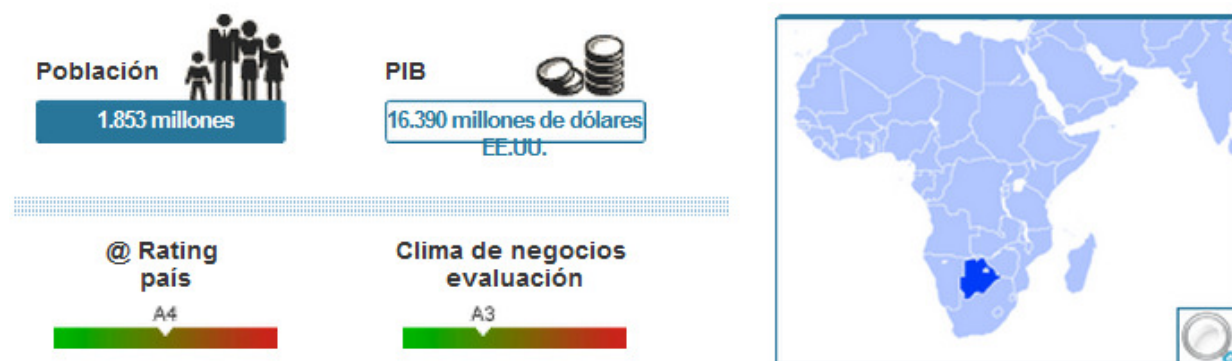 Población
1.853 millones
PIB
16.390 millones de dólares
EE.UU.
@ Rating
país
A4
Clima de negocios
evaluación
A3